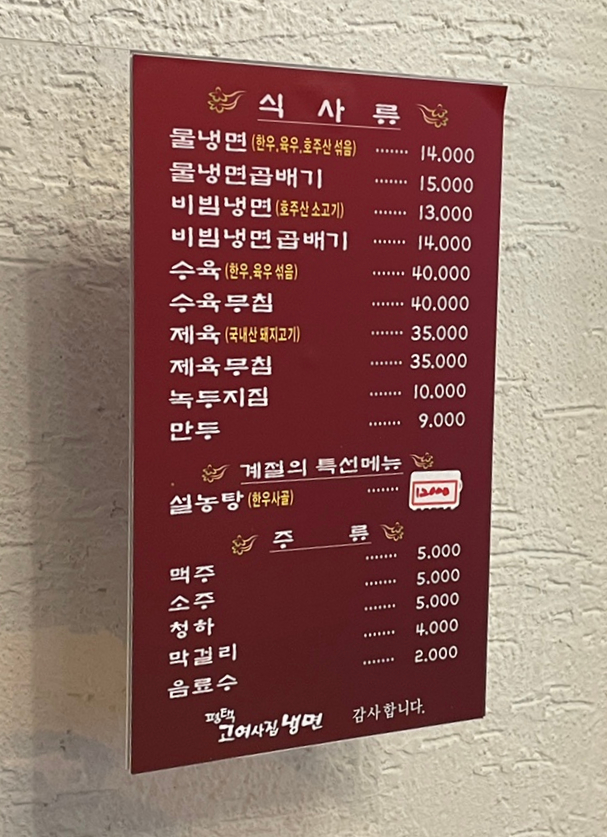 식 사 류
물냉면 (한우,육우,호주산 섞음) ....... 14.000
물냉면곱배기 ....... 15.000
비빔냉면 (호주산 소고기) ....... 13.000
비빔냉면곱배기 ....... 14.000
수육 (한우,육우 섞음) ....... 40.000
수육무침 ....... 40.000
제육 (국내산 돼지고기) ....... 35.000
제육무침 ....... 35.000
녹두지짐 ....... 10.000
만두 ....... 9.000
계절의 특선메뉴
설농탕 (한우사골) ....... 12000
주 류
맥주 ....... 5.000
소주 ....... 5.000
청하 ....... 5.000
막걸리 ....... 4.000
음료수 ....... 2.000
평택 고여사집냉면 감사합니다.